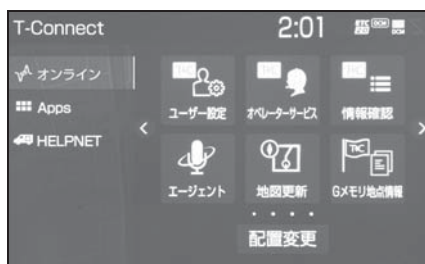 T-Connect
2:01
オンライン
Apps
HELPNET
ユーザー設定
オペレーターサービス
情報確認
エージェント
地図更新
Gメモリ地点情報
配置変更